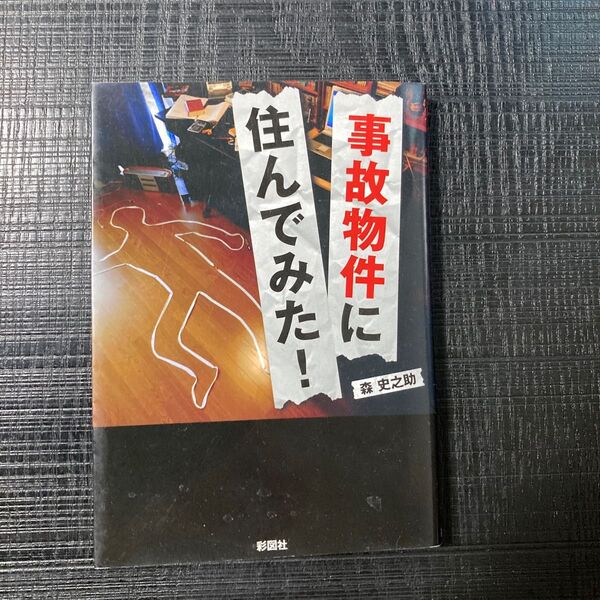 事故物件に
住んでみた！
森 史之助
彩図社